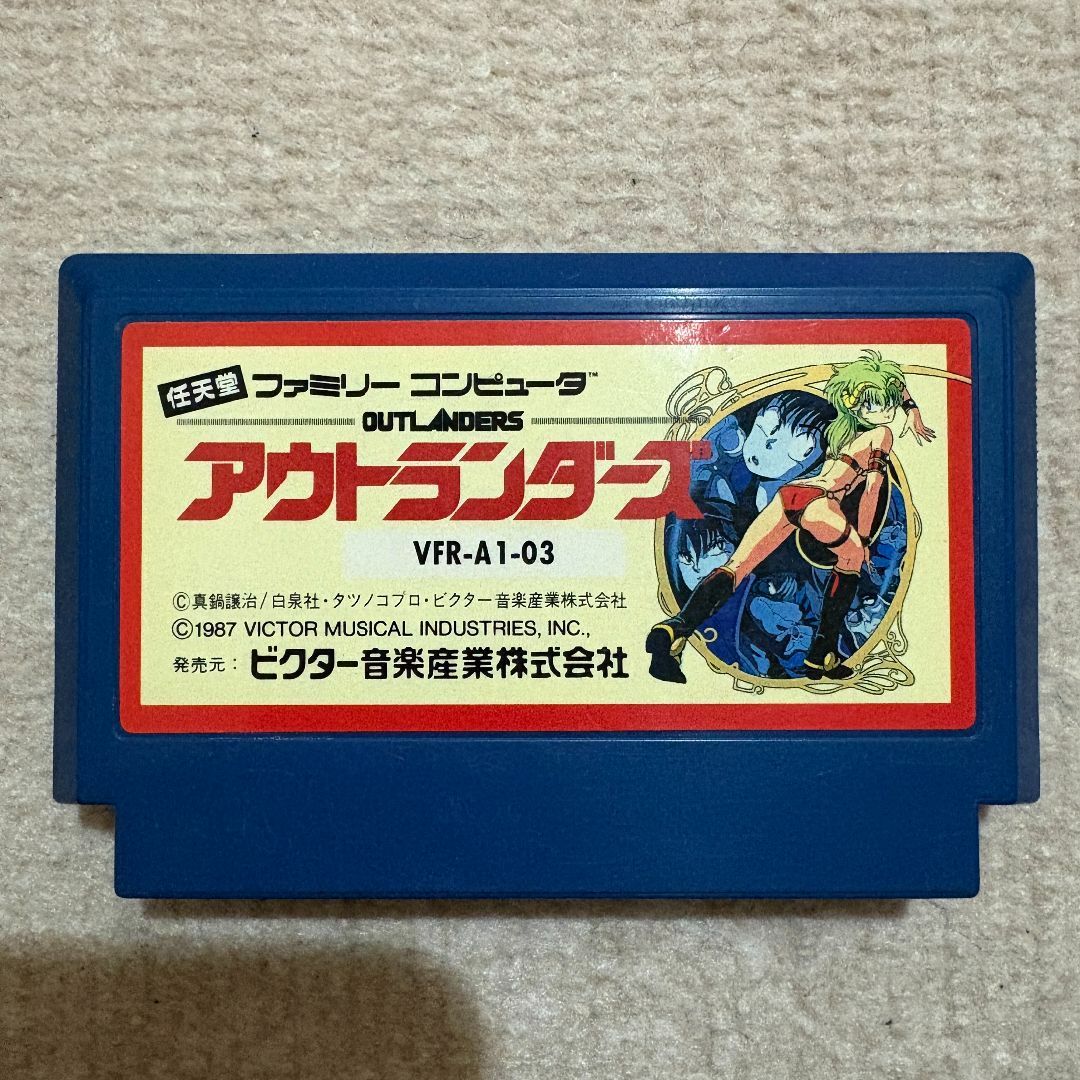 任天堂 ファミリー コンピュータ™
OUTLANDERS
アウトランダーズ
VFR-A1-03
©真鍋譲治/白泉社・タツノコプロ・ビクター音楽産業株式会社
©1987 VICTOR MUSICAL INDUSTRIES, INC.,
発売元：ビクター音楽産業株式会社